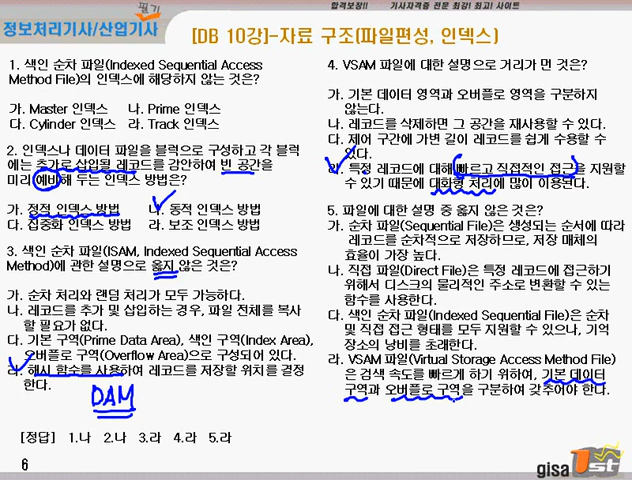 합격보장!! 기사자격증 전문 최강! 최고! 사이트
필기
정보처리기사/산업기사
[DB 10강]-자료 구조(파일편성, 인덱스)
1. 색인 순차 파일(Indexed Sequential Access
Method File)의 인덱스에 해당하지 않는 것은?
가. Master 인덱스 나. Prime 인덱스
다. Cylinder 인덱스 라. Track 인덱스
2. 인덱스나 데이터 파일을 블럭으로 구성하고 각 블럭
에는 추가로 삽입될 레코드를 감안하여 빈 공간을
미리 예비해 두는 인덱스 방법은?
가. 정적 인덱스 방법 나. 동적 인덱스 방법
다. 집중화 인덱스 방법 라. 보조 인덱스 방법
3. 색인 순차 파일(ISAM, Indexed Sequential Access
Method)에 관한 설명으로 옳지 않은 것은?
가. 순차 처리와 랜덤 처리가 모두 가능하다.
나. 레코드를 추가 및 삽입하는 경우, 파일 전체를 복사
할 필요가 없다.
다. 기본 구역(Prime Data Area), 색인 구역(Index Area),
오버플로 구역(Overflow Area)으로 구성되어 있다.
라. 해시 함수를 사용하여 레코드를 저장할 위치를 결정
한다.
DAM
[정답] 1.나 2.나 3.라 4.라 5.라
6
4. VSAM 파일에 대한 설명으로 거리가 먼 것은?
가. 기본 데이터 영역과 오버플로 영역을 구분하지
않는다.
나. 레코드를 삭제하면 그 공간을 재사용할 수 있다.
다. 제어 구간에 가변 길이 레코드를 쉽게 수용할 수
있다.
라. 특정 레코드에 대해 빠르고 직접적인 접근을 지원할
수 있기 때문에 대화형 처리에 많이 이용된다.
5. 파일에 대한 설명 중 옳지 않은 것은?
가. 순차 파일(Sequential File)은 생성되는 순서에 따라
레코드를 순차적으로 저장하므로, 저장 매체의
효율이 가장 높다.
나. 직접 파일(Direct File)은 특정 레코드에 접근하기
위해서 디스크의 물리적인 주소로 변환할 수 있는
함수를 사용한다.
다. 색인 순차 파일(Indexed Sequential File)은 순차
및 직접 접근 형태를 모두 지원할 수 있으나, 기억
장소의 낭비를 초래한다.
라. VSAM 파일(Virtual Storage Access Method File)
은 검색 속도를 빠르게 하기 위하여, 기본 데이터
구역과 오버플로 구역을 구분하여 갖추어야 한다.
gisa 1st